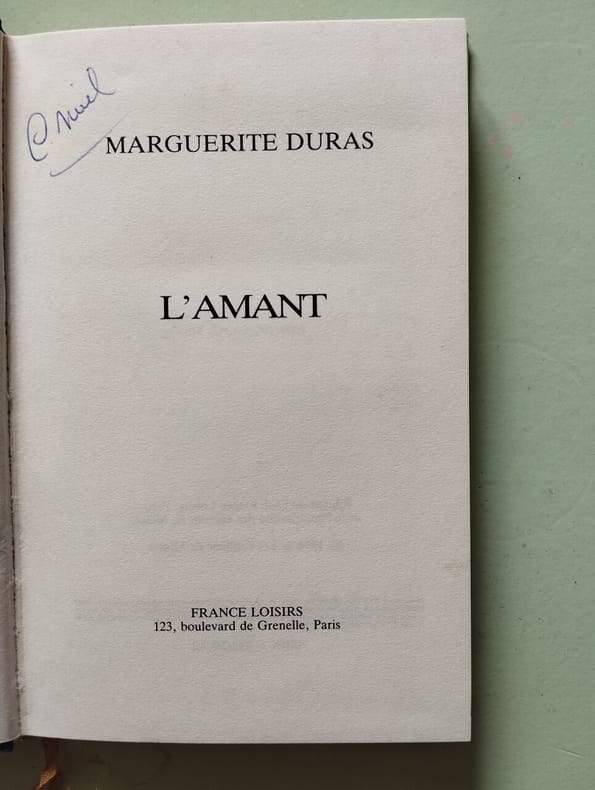 MARGUERITE DURAS
L'AMANT
FRANCE LOISIRS
123, boulevard de Grenelle, Paris